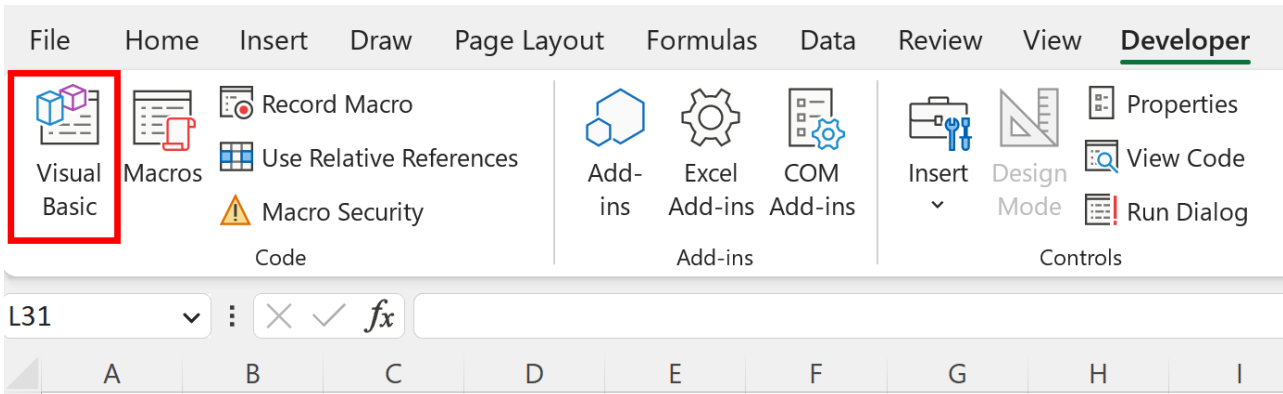 File Home Insert Draw Page Layout Formulas Data Review View Developer
Visual
Basic
Macros
Record Macro
Use Relative References
Macro Security
Code
Add-
ins
Excel
Add-ins
COM
Add-ins
Add-ins
Insert
Design
Mode
Properties
View Code
Run Dialog
Controls
L31
fx
A B C D E F G H I